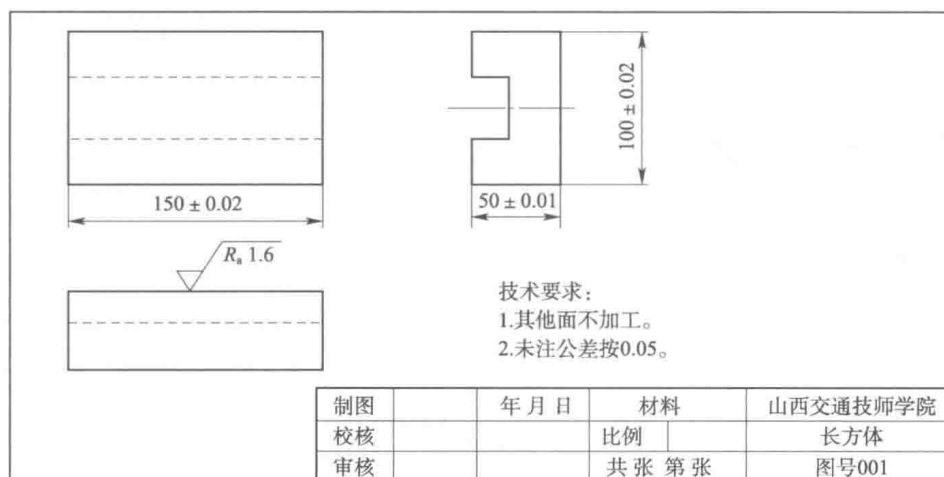 150 ± 0.02
50 ± 0.01
100 ± 0.02
Ra 1.6
技术要求：
1.其他面不加工。
2.未注公差按0.05。
制图 年 月 日 材料 山西交通技师学院
校核 比例 长方体
审核 共 张 第 张 图号001